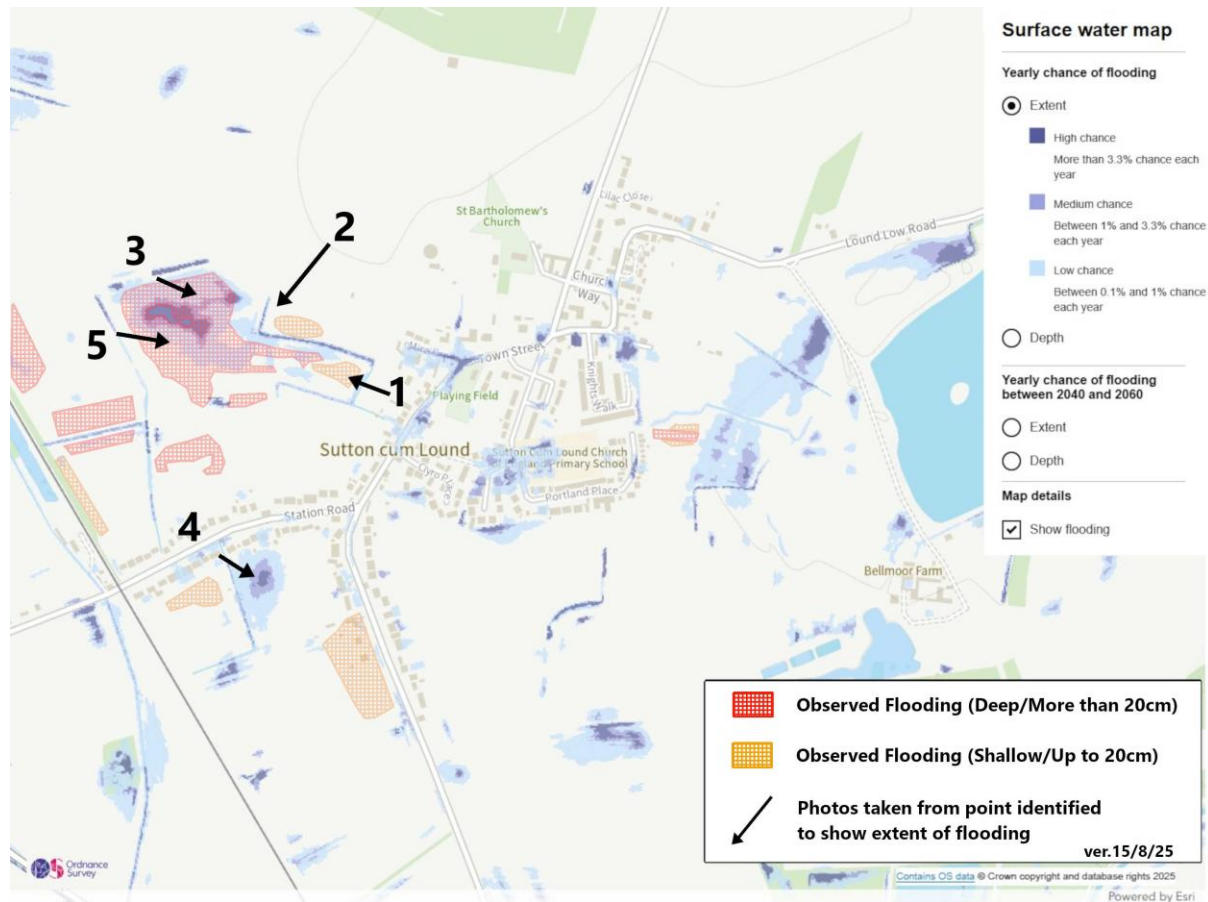 Surface water map
Yearly chance of flooding
Extent
High chance
More than 3.3% chance each
year
Medium chance
Between 1% and 3.3% chance
each year
Low chance
Between 0.1% and 1% chance
each year
Depth
Yearly chance of flooding
between 2040 and 2060
Extent
Depth
Map details
Show flooding
Lilac Close
St Bartholomew's
Church
Lound Low Road
2
3
Church
Way
5
Town Street
1
Knights Walk
Playing Field
Sutton cum Lound
Sutton Cum Lound Church
of England Primary School
Clyro Place
Portland Place
Station Road
4
Bellmoor Farm
Observed Flooding (Deep/More than 20cm)
Observed Flooding (Shallow/Up to 20cm)
Photos taken from point identified
to show extent of flooding
ver.15/8/25
Ordnance
Survey
Contains OS data © Crown copyright and database rights 2025
Powered by Esri